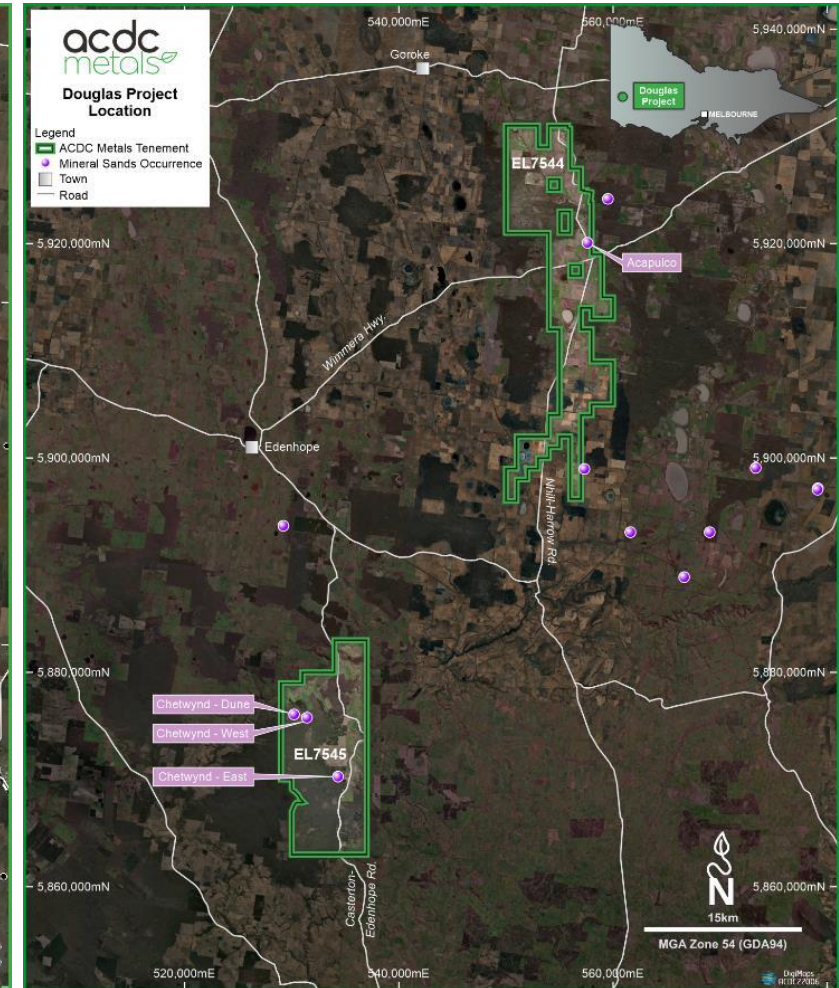 acdc
metals
Douglas Project
Location
Legend
ACDC Metals Tenement
Mineral Sands Occurrence
Town
Road
540,000mE
560,000mE
5,940,000mN
Goroke
Douglas
Project
MELBOURNE
EL7544
5,920,000mN
5,920,000mN
Acapulco
Wimmera Hwy.
Edenhope
5,900,000mN
5,900,000mN
Nhill-Harrow Rd.
5,880,000mN
5,880,000mN
Chetwynd - Dune
Chetwynd - West
EL7545
Chetwynd - East
Casterton-
Edenhope Rd.
5,860,000mN
5,860,000mN
N
15km
MGA Zone 54 (GDA94)
520,000mE
540,000mE
560,000mE
DigiMaps
ACDC22006